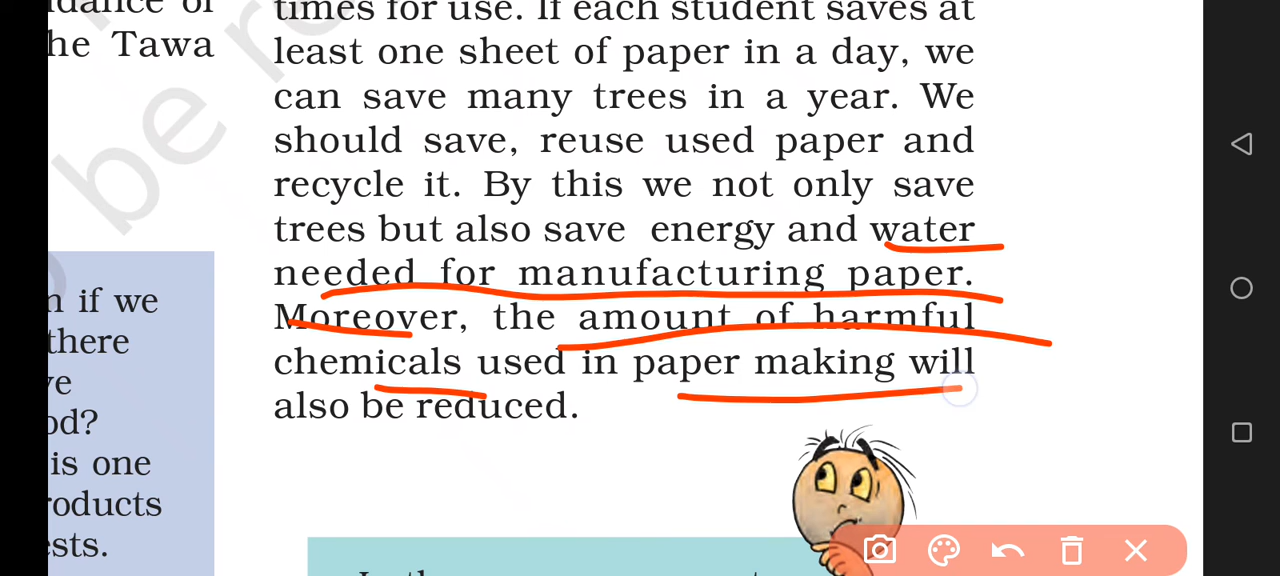 he Tawa
times for use. If each student saves at
least one sheet of paper in a day, we
can save many trees in a year. We
should save, reuse used paper and
recycle it. By this we not only save
trees but also save energy and water
needed for manufacturing paper.
Moreover, the amount of harmful
chemicals used in paper making will
also be reduced.
if we
there
is one
be